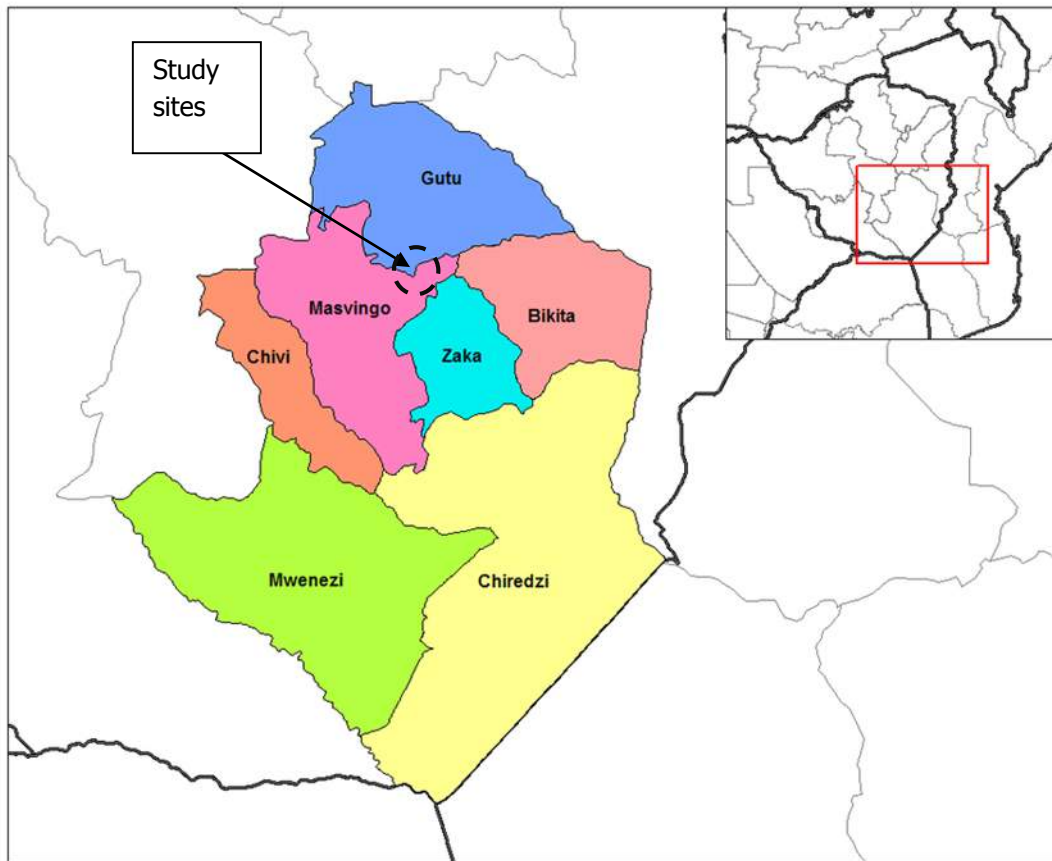 Study
sites
Gutu
Masvingo
Bikita
Chivi
Zaka
Mwenezi
Chiredzi